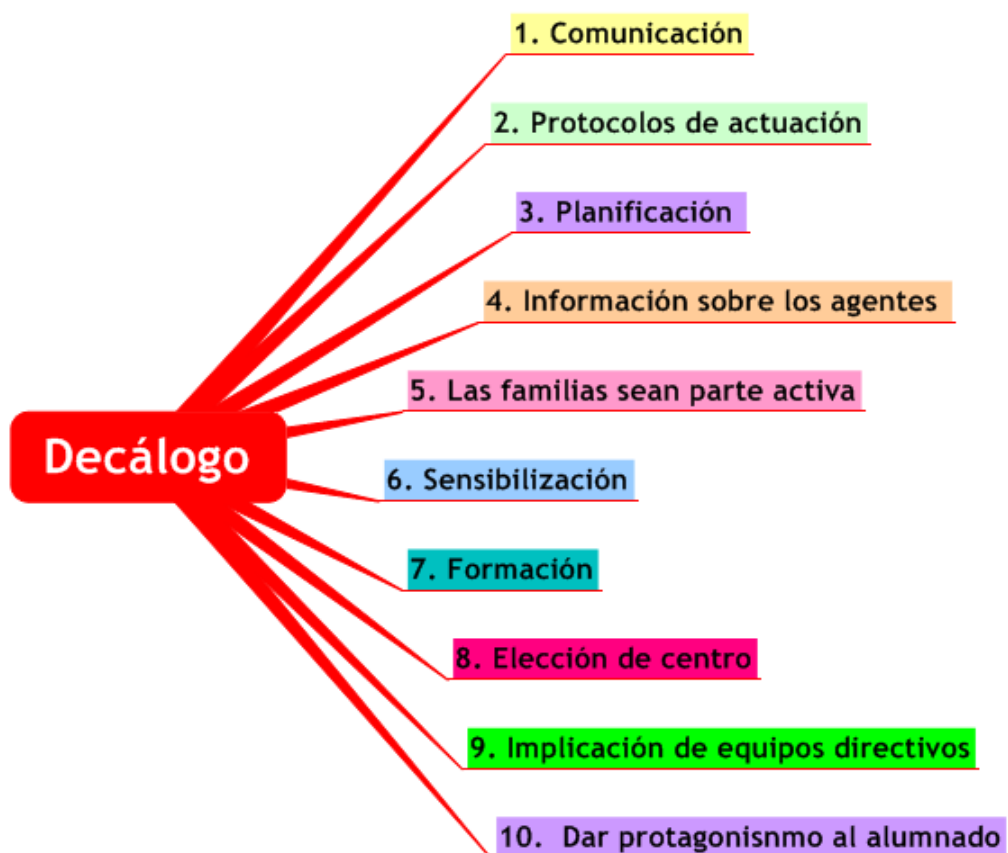 1. Comunicación
2. Protocolos de actuación
3. Planificación
4. Información sobre los agentes
5. Las familias sean parte activa
Decálogo
6. Sensibilización
7. Formación
8. Elección de centro
9. Implicación de equipos directivos
10. Dar protagonisnmo al alumnado